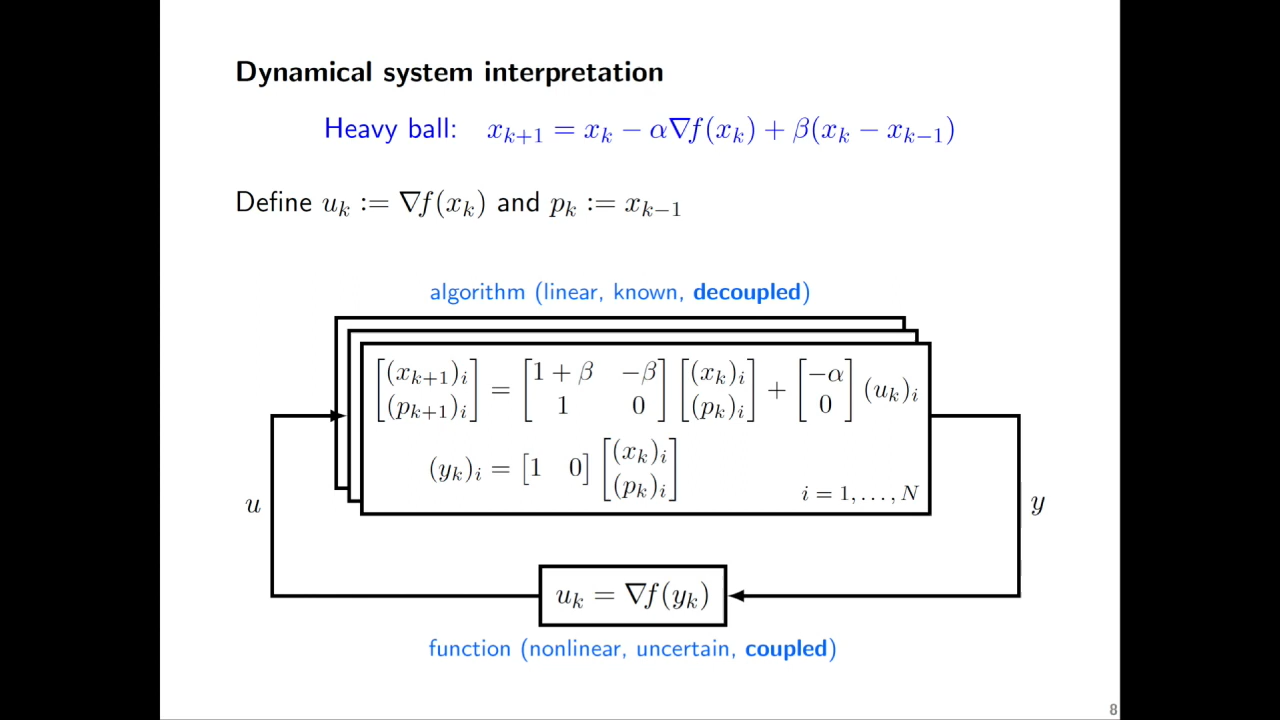 Dynamical system interpretation
Heavy ball: x_{k+1} = x_k − α∇f(x_k) + β(x_k − x_{k−1})
Define u_k := ∇f(x_k) and p_k := x_{k−1}
algorithm (linear, known, decoupled)
[(x_{k+1})_i; (p_{k+1})_i] = [1 + β  −β; 1  0] [(x_k)_i; (p_k)_i] + [−α; 0] (u_k)_i
(y_k)_i = [1  0] [(x_k)_i; (p_k)_i]
i = 1, . . . , N
u
y
u_k = ∇f(y_k)
function (nonlinear, uncertain, coupled)
8